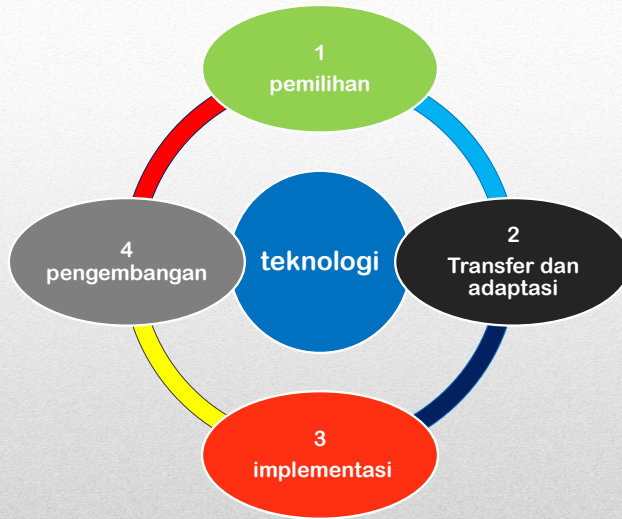 1
pemilihan
teknologi
2
Transfer dan
adaptasi
3
implementasi
4
pengembangan